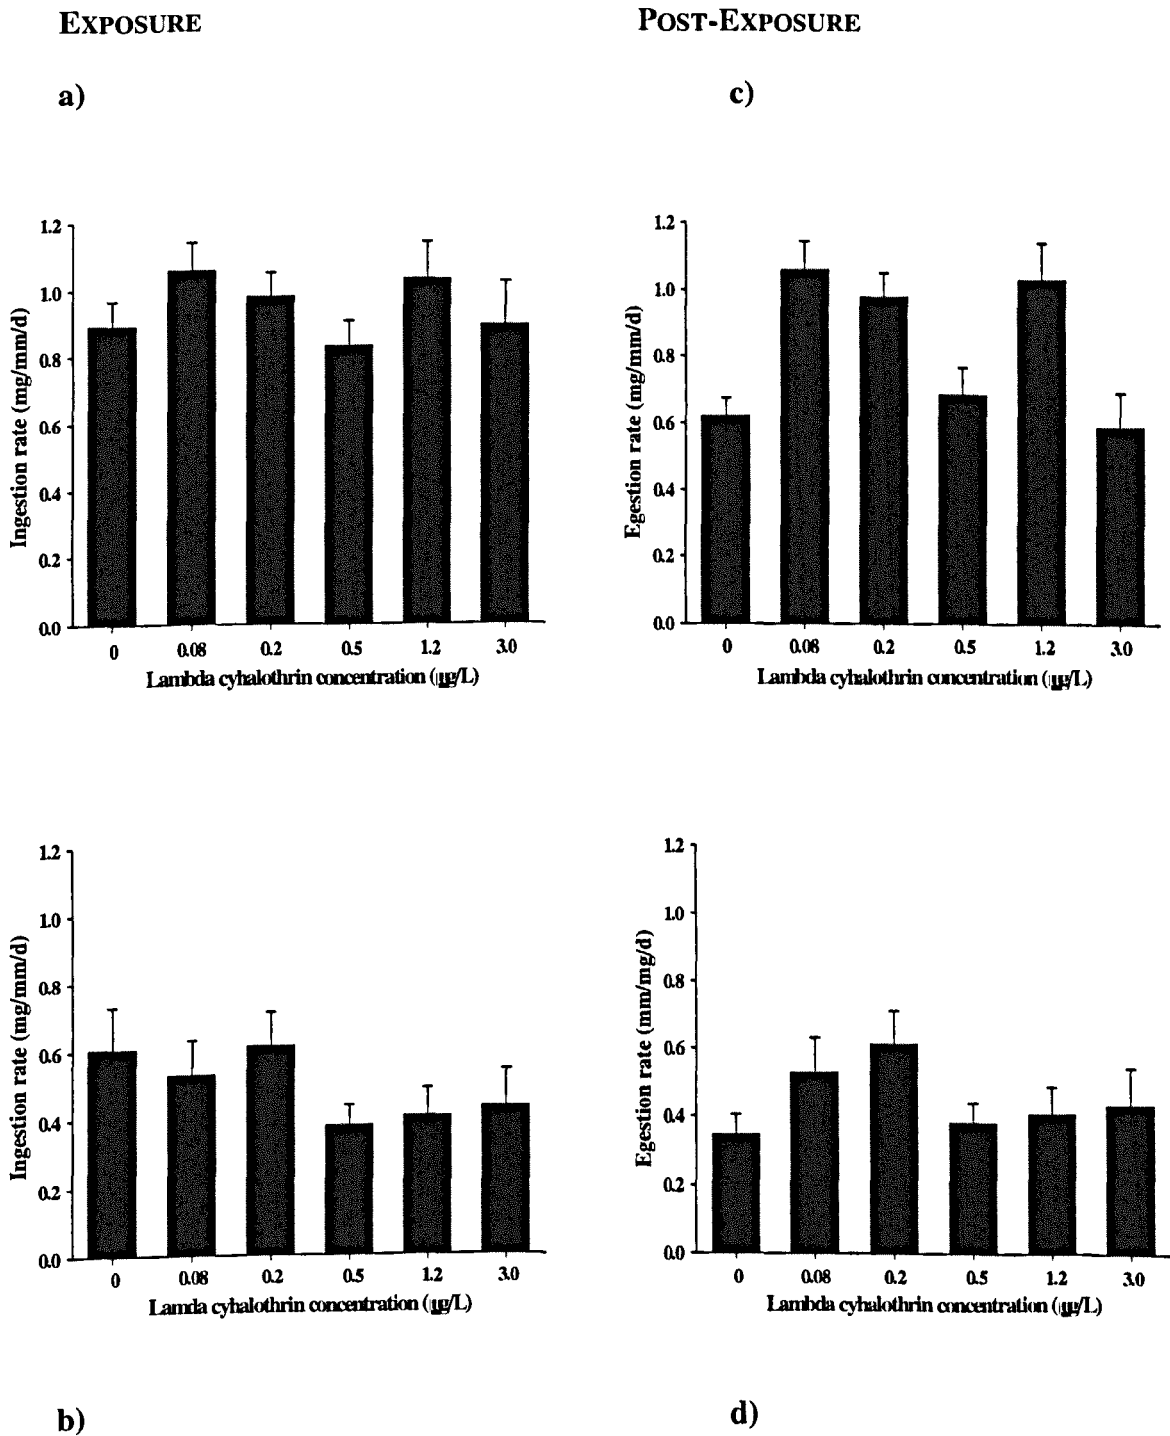 EXPOSURE
POST-EXPOSURE
a)
c)
Ingestion rate (mg/mm/d)
1.2
1.0
0.8
0.6
0.4
0.2
0.0
0 0.08 0.2 0.5 1.2 3.0
Lambda cyhalothrin concentration (µg/L)
Egestion rate (mg/mm/d)
1.2
1.0
0.8
0.6
0.4
0.2
0.0
0 0.08 0.2 0.5 1.2 3.0
Lambda cyhalothrin concentration (µg/L)
Ingestion rate (mg/mm/d)
1.2
1.0
0.8
0.6
0.4
0.2
0.0
0 0.08 0.2 0.5 1.2 3.0
Lamda cyhalothrin concentration (µg/L)
Egestion rate (mm/mg/d)
1.2
1.0
0.8
0.6
0.4
0.2
0.0
0 0.08 0.2 0.5 1.2 3.0
Lambda cyhalothrin concentration (µg/L)
b)
d)